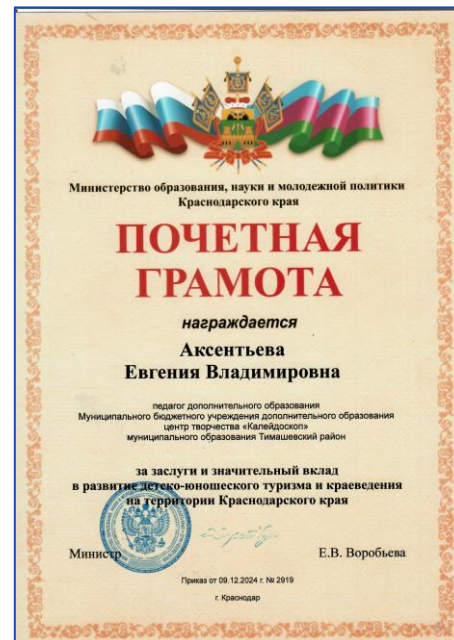 Министерство образования, науки и молодежной политики
Краснодарского края
ПОЧЕТНАЯ
ГРАМОТА
награждается
Аксентьева
Евгения Владимировна
педагог дополнительного образования
Муниципального бюджетного учреждения дополнительного образования
центр творчества «Калейдоскоп»
муниципального образования Тимашевский район
за заслуги и значительный вклад
в развитие детско-юношеского туризма и краеведения
на территории Краснодарского края
Министр Е.В. Воробьева
Приказ от 09.12.2024 г. № 2919
г. Краснодар